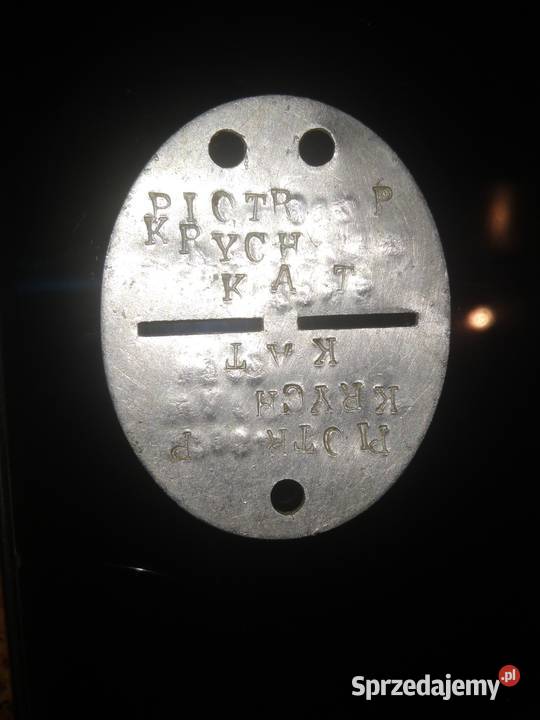 PIOTR P
KRYCH
KAT
KAT
KRYCH
PIOTR P
Sprzedajemy.pl